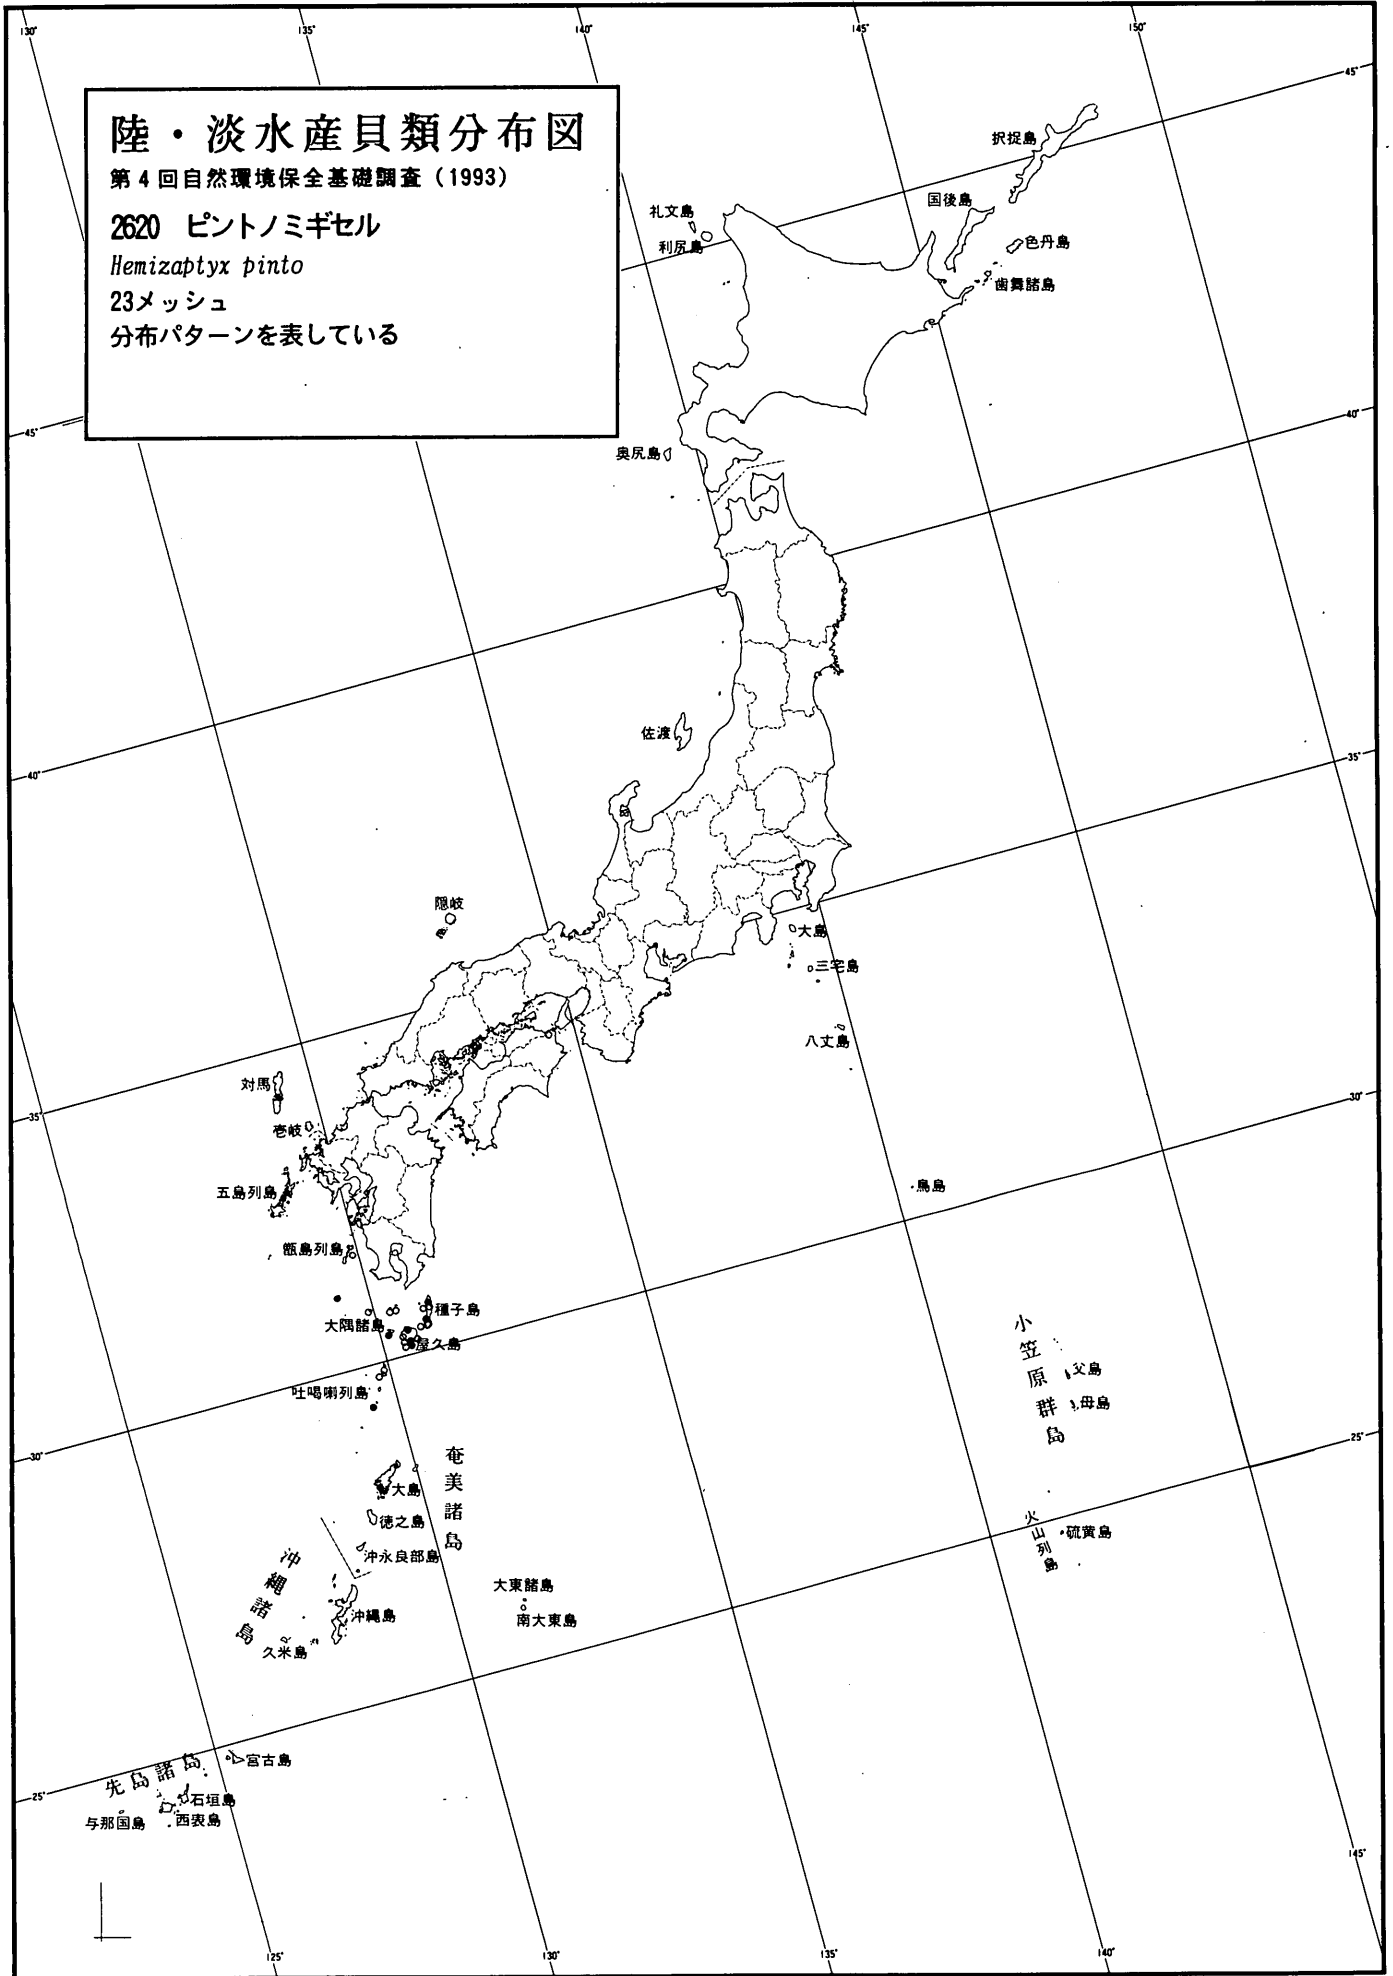 130°
135°
140°
145°
150°
陸・淡水産貝類分布図
第4回自然環境保全基礎調査（1993）
2620 ピントノミギセル
Hemizaptyx pinto
23メッシュ
分布パターンを表している
45°
択捉島
国後島
礼文島
利尻島
色丹島
歯舞諸島
40°
45°
奥尻島
佐渡
35°
40°
隠岐
大島
三宅島
八丈島
対馬
30°
35°
壱岐
五島列島
鳥島
甑島列島
種子島
大隅諸島
屋久島
小笠原群島
父島
吐噶喇列島
母島
25°
30°
奄美諸島
大島
徳之島
火山列島
硫黄島
沖永良部島
沖縄諸島
大東諸島
沖縄島
南大東島
久米島
宮古島
先島諸島
25°
石垣島
与那国島
西表島
145°
125°
130°
135°
140°